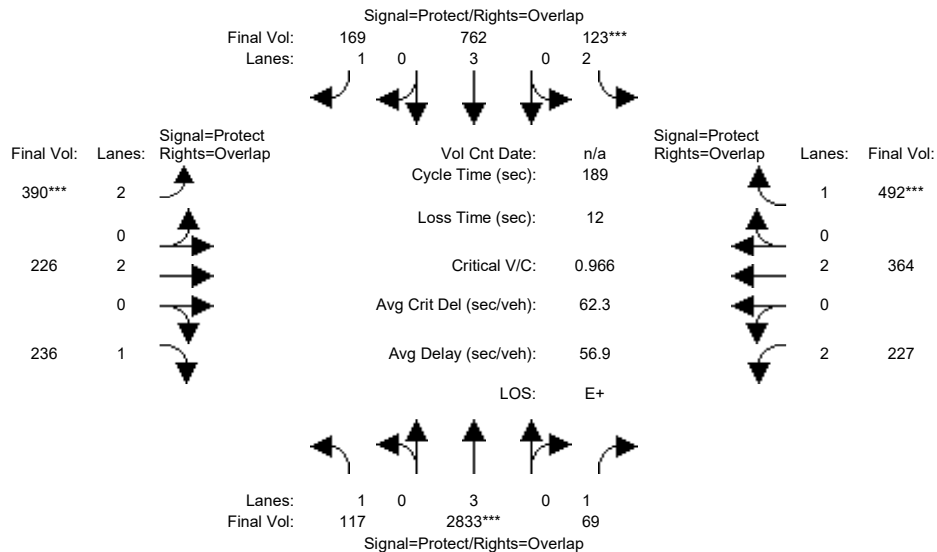 Signal=Protect/Rights=Overlap
Final Vol: 169 762 123***
Lanes: 1 0 3 0 2
Signal=Protect
Final Vol: Lanes: Rights=Overlap
Vol Cnt Date: n/a
Signal=Protect
Rights=Overlap Lanes: Final Vol:
Cycle Time (sec): 189
390*** 2
1 492***
Loss Time (sec): 12
0
0
226 2
Critical V/C: 0.966
2 364
0
Avg Crit Del (sec/veh): 62.3
0
236 1
Avg Delay (sec/veh): 56.9
2 227
LOS: E+
Lanes: 1 0 3 0 1
Final Vol: 117 2833*** 69
Signal=Protect/Rights=Overlap